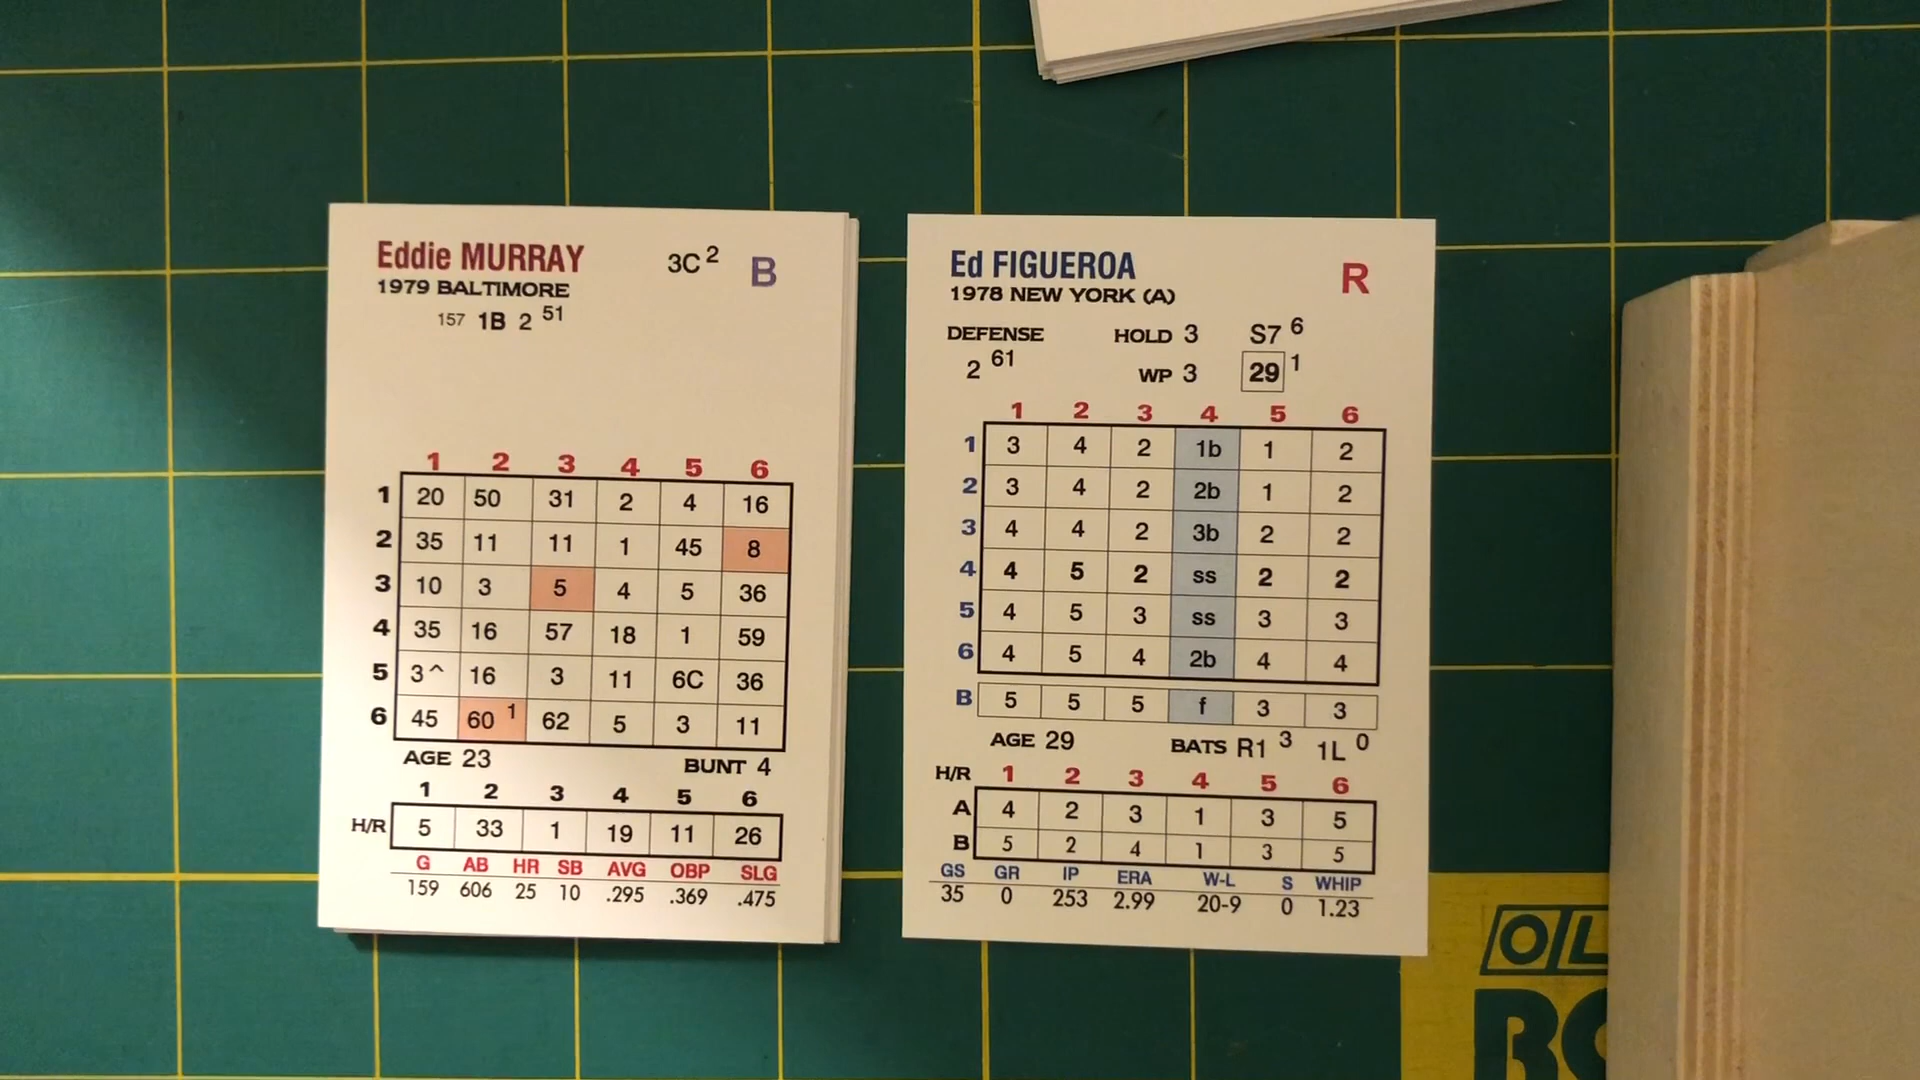 Eddie MURRAY 3C 2 B
1979 BALTIMORE
157 1B 2 51
1 2 3 4 5 6
1 20 50 31 2 4 16
2 35 11 11 1 45 8
3 10 3 5 4 5 36
4 35 16 57 18 1 59
5 3^ 16 3 11 6C 36
6 45 60 1 62 5 3 11
AGE 23 BUNT 4
1 2 3 4 5 6
H/R 5 33 1 19 11 26
G AB HR SB AVG OBP SLG
159 606 25 10 .295 .369 .475
Ed FIGUEROA R
1978 NEW YORK (A)
DEFENSE HOLD 3 S7 6
2 61 WP 3 29 1
1 2 3 4 5 6
1 3 4 2 1b 1 2
2 3 4 2 2b 1 2
3 4 4 2 3b 2 2
4 4 5 2 ss 2 2
5 4 5 3 ss 3 3
6 4 5 4 2b 4 4
B 5 5 5 f 3 3
AGE 29 BATS R1 3 1L 0
H/R 1 2 3 4 5 6
A 4 2 3 1 3 5
B 5 2 4 1 3 5
GS GR IP ERA W-L S WHIP
35 0 253 2.99 20-9 0 1.23